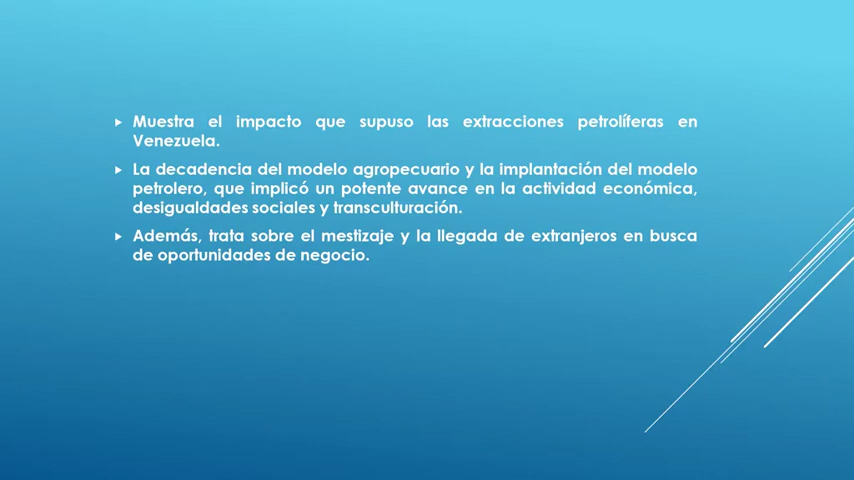 Muestra el impacto que supuso las extracciones petrolíferas en
Venezuela.
La decadencia del modelo agropecuario y la implantación del modelo
petrolero, que implicó un potente avance en la actividad económica,
desigualdades sociales y transculturación.
Además, trata sobre el mestizaje y la llegada de extranjeros en busca
de oportunidades de negocio.